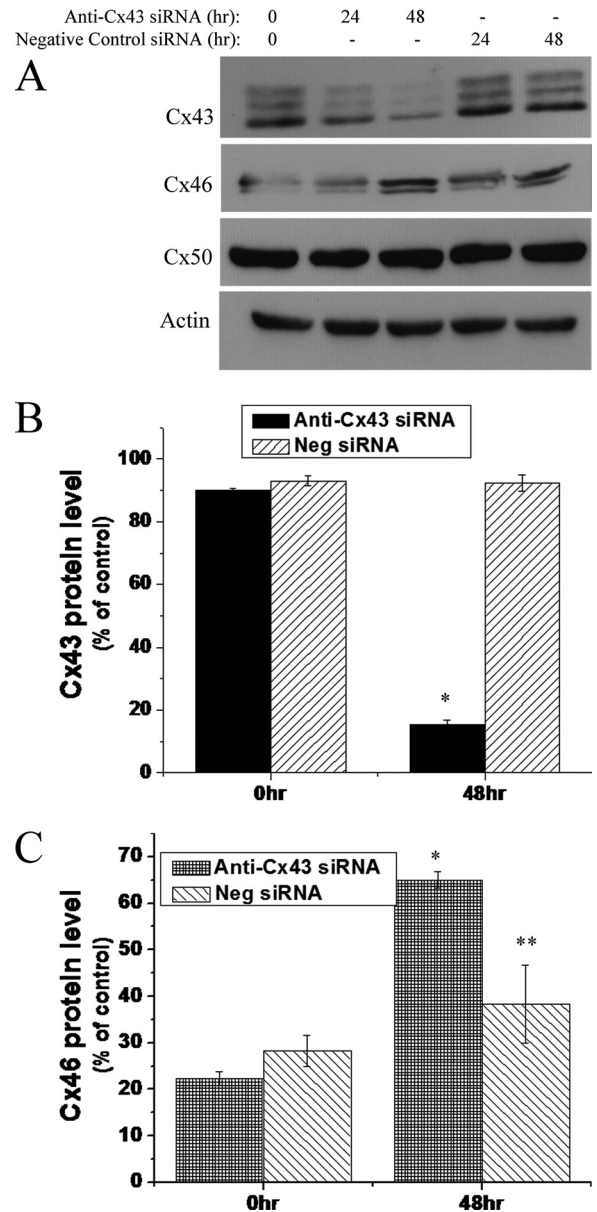 Anti-Cx43 siRNA (hr): 0 24 48 - -
Negative Control siRNA (hr): 0 - - 24 48
A
Cx43
Cx46
Cx50
Actin
B
Anti-Cx43 siRNA
Neg siRNA
Cx43 protein level
(% of control)
100
80
60
40
20
0
*
0hr 48hr
C
Anti-Cx43 siRNA
Neg siRNA
Cx46 protein level
(% of control)
70
60
50
40
30
20
10
0
*
**
0hr 48hr